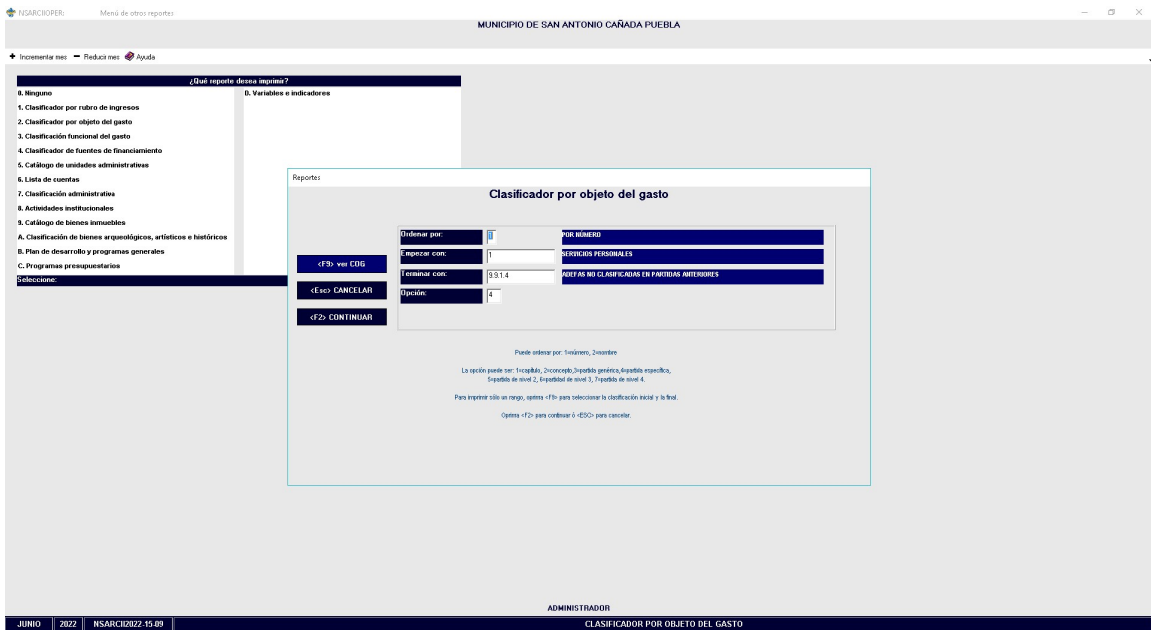 NSARCIIOPER: Menú de otros reportes
MUNICIPIO DE SAN ANTONIO CAÑADA PUEBLA
Incrementar mes Reducir mes Ayuda
¿Qué reporte desea imprimir?
0. Ninguno
1. Clasificador por rubro de ingresos
2. Clasificador por objeto del gasto
3. Clasificación funcional del gasto
4. Clasificador de fuentes de financiamiento
5. Catálogo de unidades administrativas
6. Lista de cuentas
7. Clasificación administrativa
8. Actividades institucionales
9. Catálogo de bienes inmuebles
A. Clasificación de bienes arqueológicos, artísticos e históricos
B. Plan de desarrollo y programas generales
C. Programas presupuestarios
D. Variables e indicadores
Seleccione:
Reportes
Clasificador por objeto del gasto
<F9> ver COG
<Esc> CANCELAR
<F2> CONTINUAR
Ordenar por: 1 POR NÚMERO
Empezar con: 1 SERVICIOS PERSONALES
Terminar con: 9.9.1.4 ADEFAS NO CLASIFICADAS EN PARTIDAS ANTERIORES
Opción: 4
Puede ordenar por: 1=número, 2=nombre
La opción puede ser: 1=capítulo, 2=concepto,3=partida genérica,4=partida específica,
5=partida de nivel 2, 6=partidad de nivel 3, 7=partida de nivel 4.
Para imprimir sólo un rango, oprima <F9> para seleccionar la clasificación inicial y la final.
Oprima <F2> para continuar ó <ESC> para cancelar.
ADMINISTRADOR
JUNIO 2022 NSARCII2022-15-09 CLASIFICADOR POR OBJETO DEL GASTO